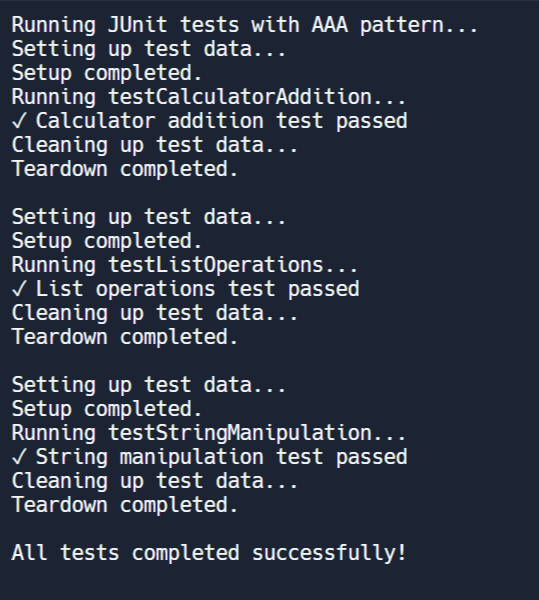 Running JUnit tests with AAA pattern...
Setting up test data...
Setup completed.
Running testCalculatorAddition...
✓ Calculator addition test passed
Cleaning up test data...
Teardown completed.

Setting up test data...
Setup completed.
Running testListOperations...
✓ List operations test passed
Cleaning up test data...
Teardown completed.

Setting up test data...
Setup completed.
Running testStringManipulation...
✓ String manipulation test passed
Cleaning up test data...
Teardown completed.

All tests completed successfully!